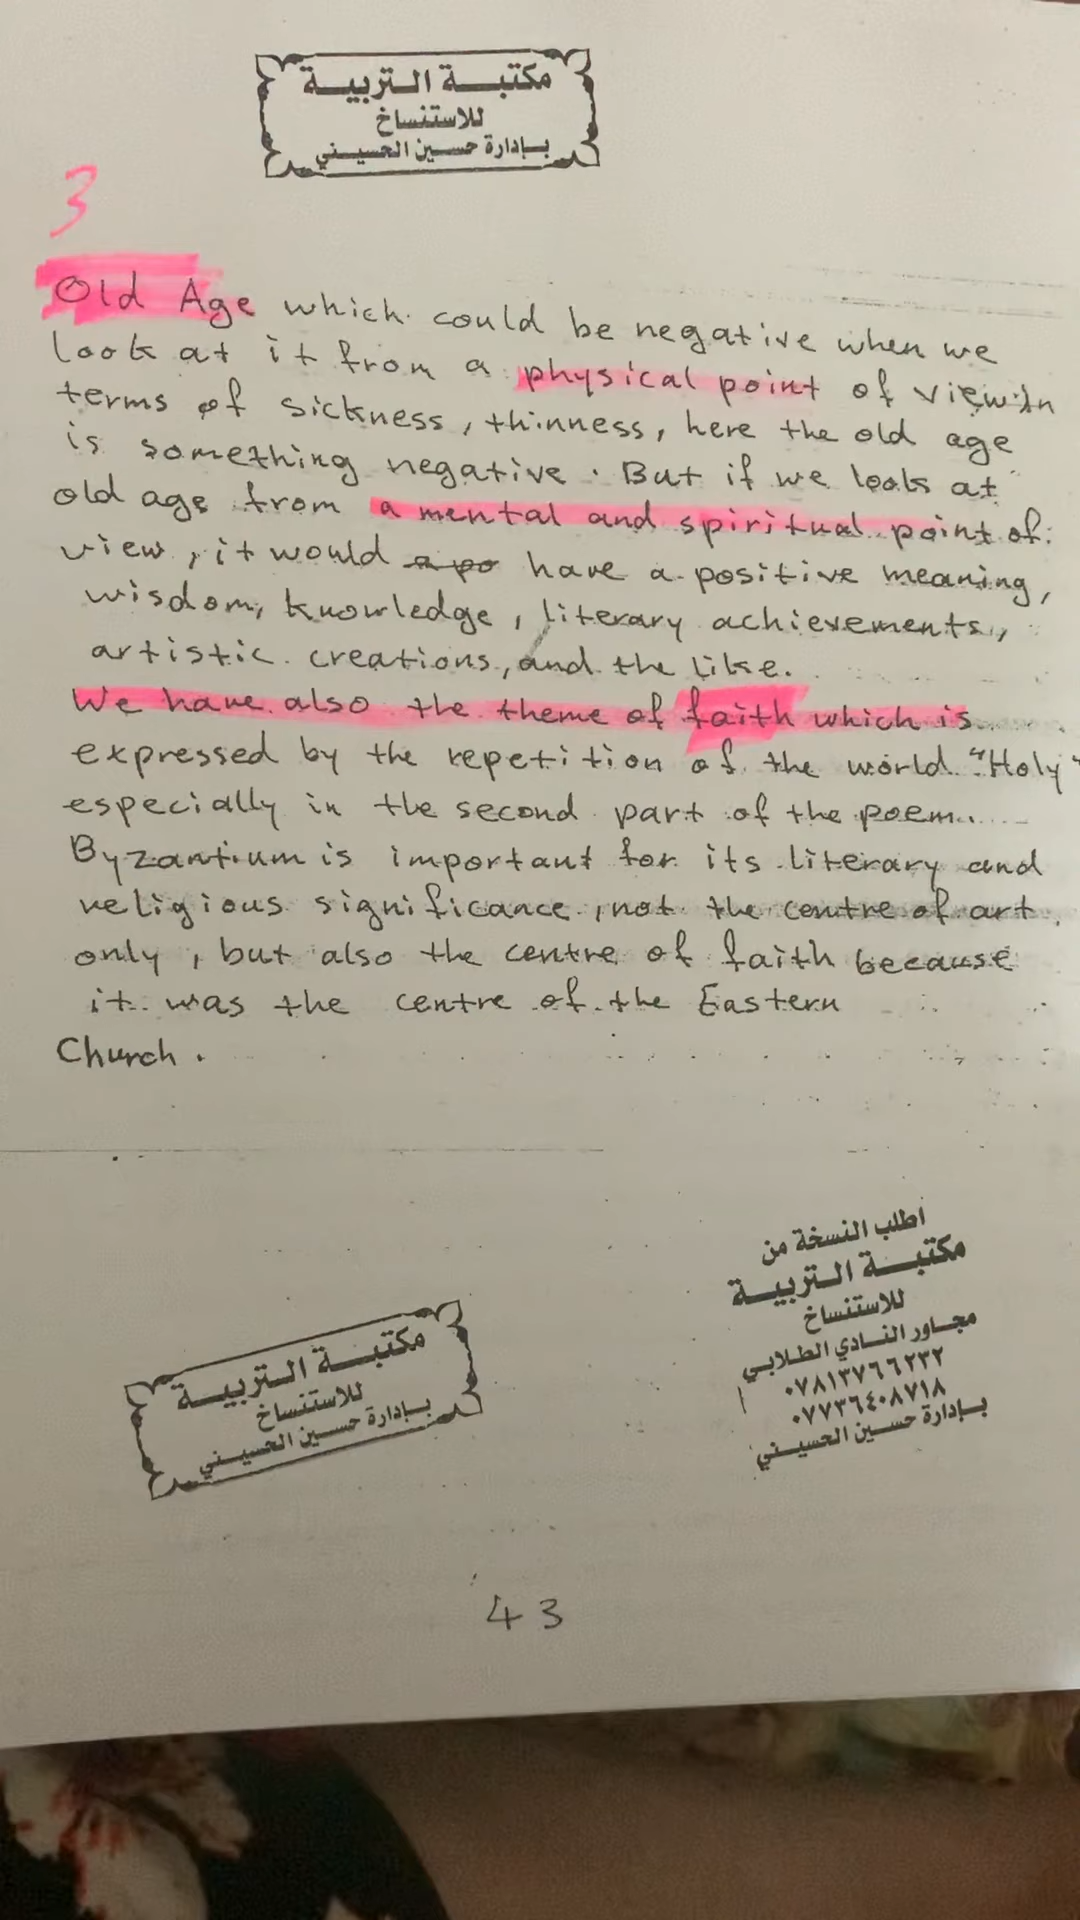 مكتبة التربية
للاستنساخ
بإدارة حسين الحسيني
3
Old Age which could be negative when we
look at it from a physical point of view in
terms of sickness, thinness, here the old age
is something negative. But if we looks at
old age from a mental and spiritual point of
view, it would have a positive meaning,
wisdom, knowledge, literary achievements,
artistic creations, and the like.
We have also the theme of faith which is
expressed by the repetition of the world "Holy"
especially in the second part of the poem.
Byzantium is important for its literary and
religious significance, not the centre of art
only, but also the centre of faith because
it was the centre of the Eastern
Church.
اطلب النسخة من
مكتبة التربية
للاستنساخ
مجاور النادي الطلابي
٠٧٨١٣٧٦٦٢٣٢
٠٧٧٣٦٤٠٨٧١٨
بإدارة حسين الحسيني
مكتبة التربية
للاستنساخ
بإدارة حسين الحسيني
43